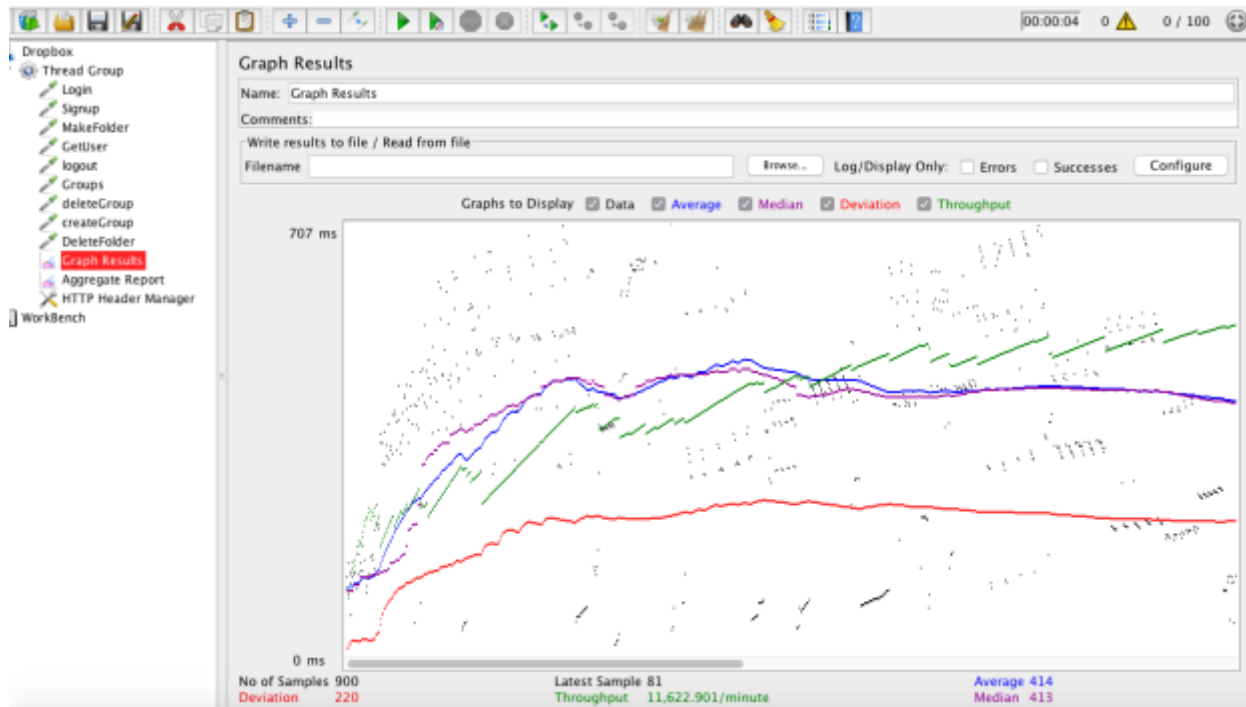 00:00:04 0 0 / 100
Dropbox
Thread Group
Login
Signup
MakeFolder
GetUser
logout
Groups
deleteGroup
createGroup
DeleteFolder
Graph Results
Aggregate Report
HTTP Header Manager
WorkBench
Graph Results
Name: Graph Results
Comments:
Write results to file / Read from file
Filename Browse... Log/Display Only: Errors Successes Configure
Graphs to Display Data Average Median Deviation Throughput
707 ms
0 ms
No of Samples 900 Latest Sample 81 Average 414
Deviation 220 Throughput 11,622.901/minute Median 413